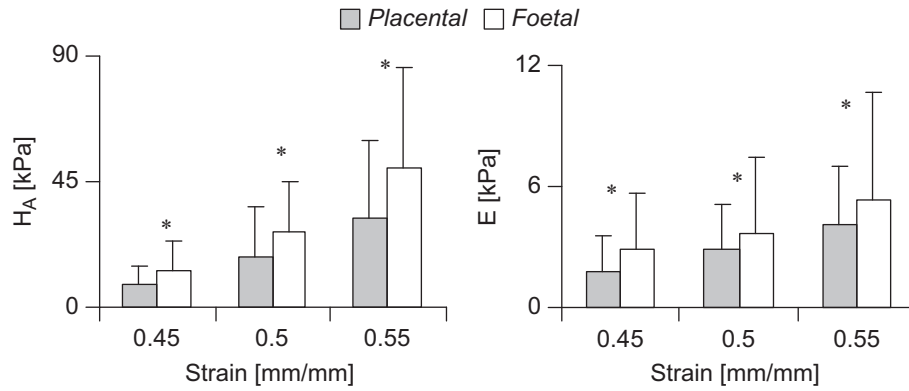 Placental Foetal
90
45
0
HA [kPa]
* * *
0.45 0.5 0.55
Strain [mm/mm]
12
6
0
E [kPa]
* * *
0.45 0.5 0.55
Strain [mm/mm]